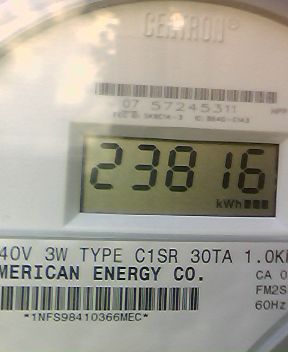 CENTRON®
07 57245311
23816
kWh
40V 3W TYPE C1SR 30TA 1.0K
MERICAN ENERGY CO.
CA 0
FM2S
60Hz
*1NFS98410366MEC*